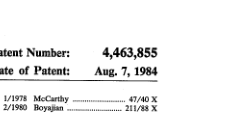 atent Number: 4,463,855
ate of Patent: Aug. 7, 1984
1/1978 McCarthy ........................ 47/40 X
2/1980 Boyajian ........................ 211/88 X